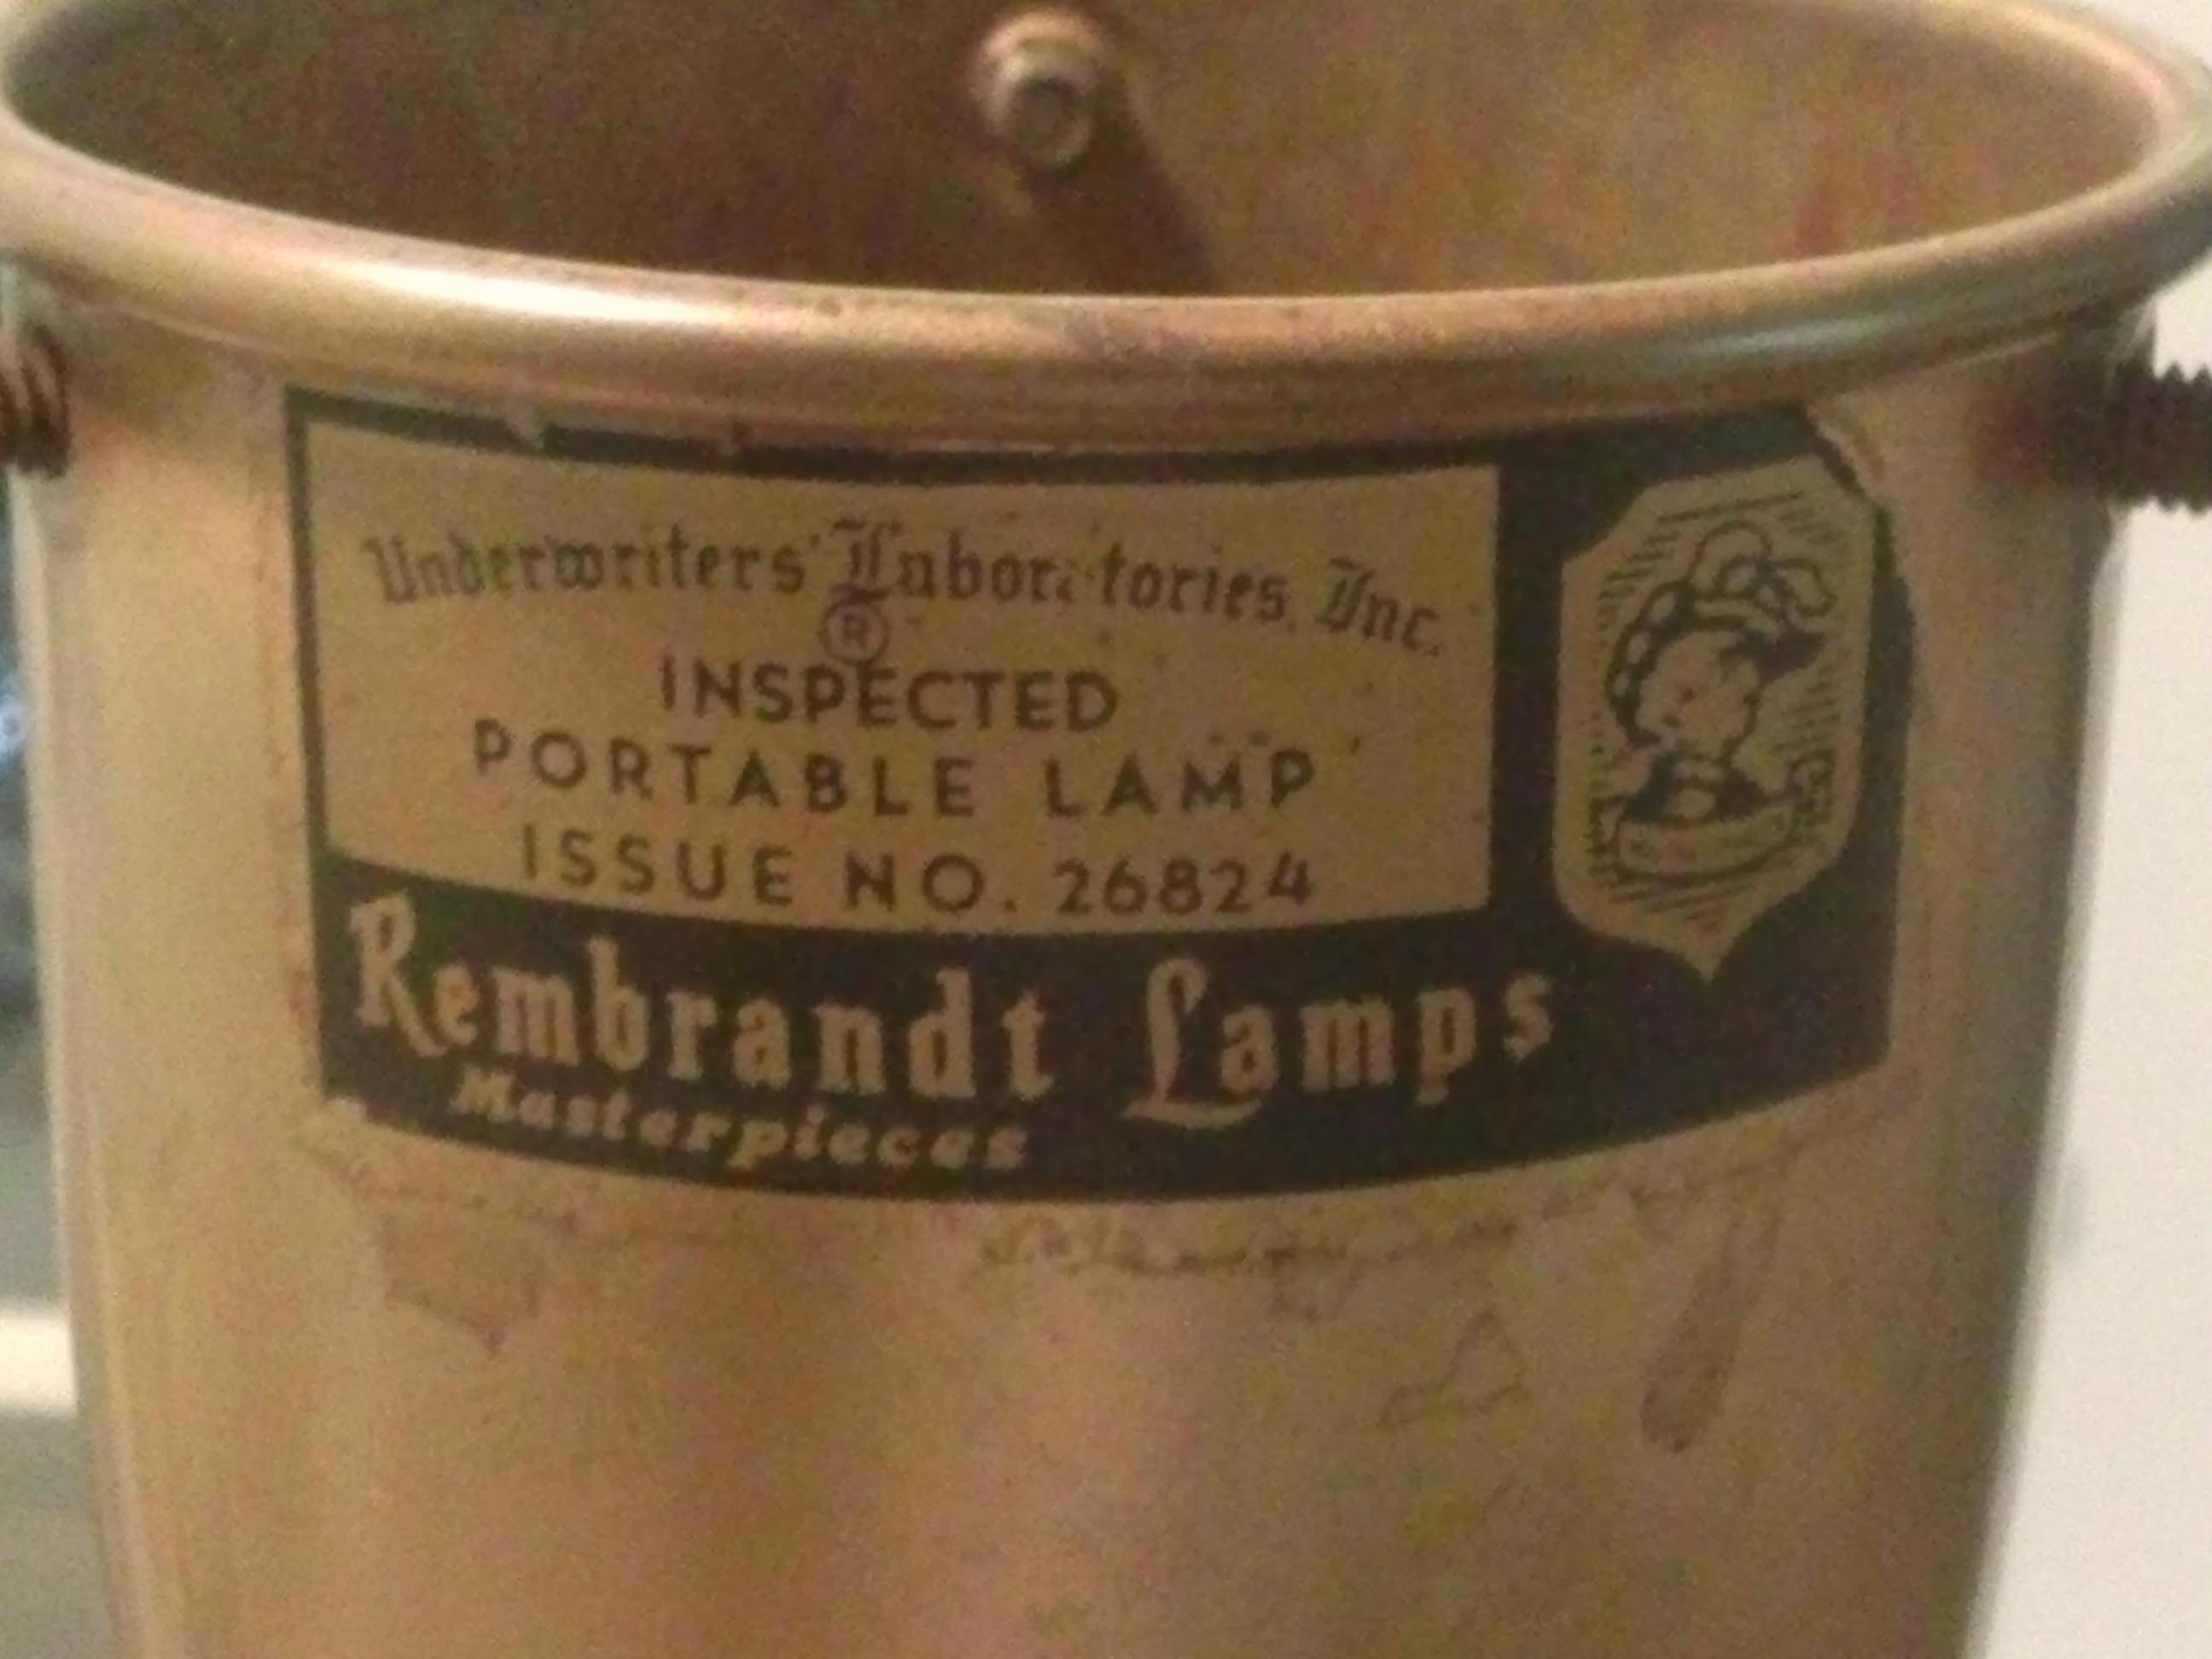 Underwriters' Laboratories, Inc.
®
INSPECTED
PORTABLE LAMP
ISSUE NO. 26824
Rembrandt Lamps
Masterpieces